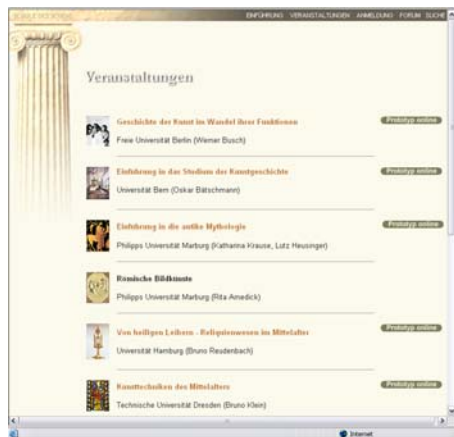 EINFÜHRUNG VERANSTALTUNGEN ANMELDUNG FORUM SUCHE
Veranstaltungen
Geschichte der Kunst im Wandel ihrer Funktionen
Prototyp online
Freie Universität Berlin (Werner Busch)
Einführung in das Studium der Kunstgeschichte
Prototyp online
Universität Bern (Oskar Bätschmann)
Einführung in die antike Mythologie
Prototyp online
Philipps Universität Marburg (Katharina Krause, Lutz Heusinger)
Römische Bildkünste
Philipps Universität Marburg (Rita Amedick)
Von heiligen Leibern - Reliquienwesen im Mittelalter
Prototyp online
Universität Hamburg (Bruno Reudenbach)
Kunsttechniken des Mittelalters
Prototyp online
Technische Universität Dresden (Bruno Klein)
Internet